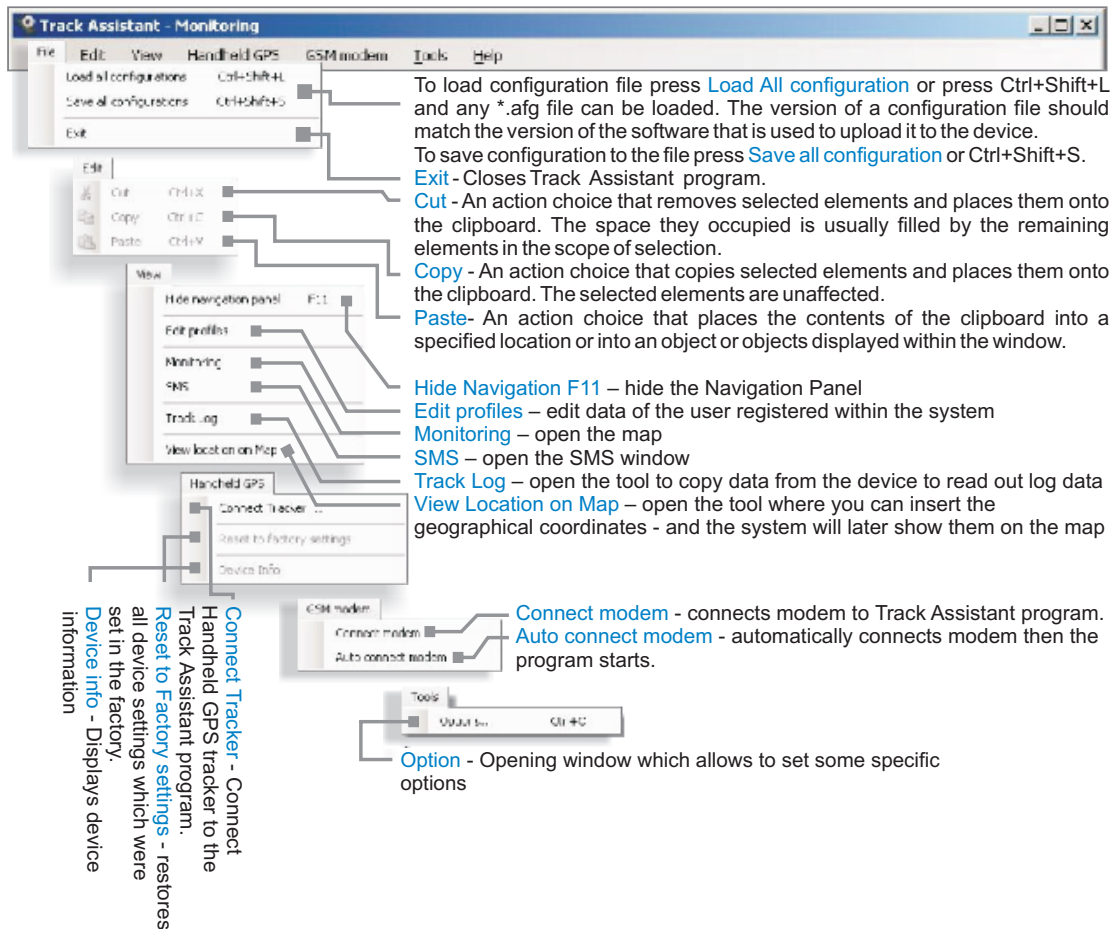 Track Assistant - Monitoring
File Edit View Handheld GPS GSM modem Tools Help
Load all configurations Ctrl+Shift+L
Save all configurations Ctrl+Shift+S
Exit
To load configuration file press Load All configuration or press Ctrl+Shift+L
and any *.afg file can be loaded. The version of a configuration file should
match the version of the software that is used to upload it to the device.
To save configuration to the file press Save all configuration or Ctrl+Shift+S.
Exit - Closes Track Assistant program.
Edit
Cut Ctrl+X
Copy Ctrl+C
Paste Ctrl+V
Cut - An action choice that removes selected elements and places them onto
the clipboard. The space they occupied is usually filled by the remaining
elements in the scope of selection.
Copy - An action choice that copies selected elements and places them onto
the clipboard. The selected elements are unaffected.
Paste- An action choice that places the contents of the clipboard into a
specified location or into an object or objects displayed within the window.
View
Hide navigation panel F11
Edit profiles
Monitoring
SMS
Track Log
View location on Map
Hide Navigation F11 – hide the Navigation Panel
Edit profiles – edit data of the user registered within the system
Monitoring – open the map
SMS – open the SMS window
Track Log – open the tool to copy data from the device to read out log data
View Location on Map – open the tool where you can insert the
geographical coordinates - and the system will later show them on the map
Handheld GPS
Connect Tracker ...
Reset to factory settings
Device Info
Connect Tracker - Connect
Handheld GPS tracker to the
Track Assistant program.
Reset to Factory settings - restores
all device settings which were
set in the factory.
Device info - Displays device
information
GSM modem
Connect modem
Auto connect modem
Connect modem - connects modem to Track Assistant program.
Auto connect modem - automatically connects modem then the
program starts.
Tools
Options... Ctrl+O
Option - Opening window which allows to set some specific
options